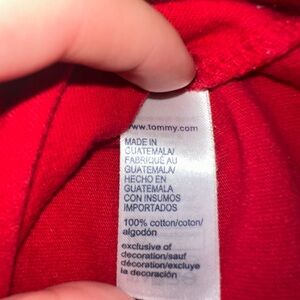 www.tommy.com
MADE IN
GUATEMALA/
FABRIQUÉ AU
GUATEMALA/
HECHO EN
GUATEMALA
CON INSUMOS
IMPORTADOS
100% cotton/coton/
algodón
exclusive of
decoration/sauf
décoration/excluye
la decoración